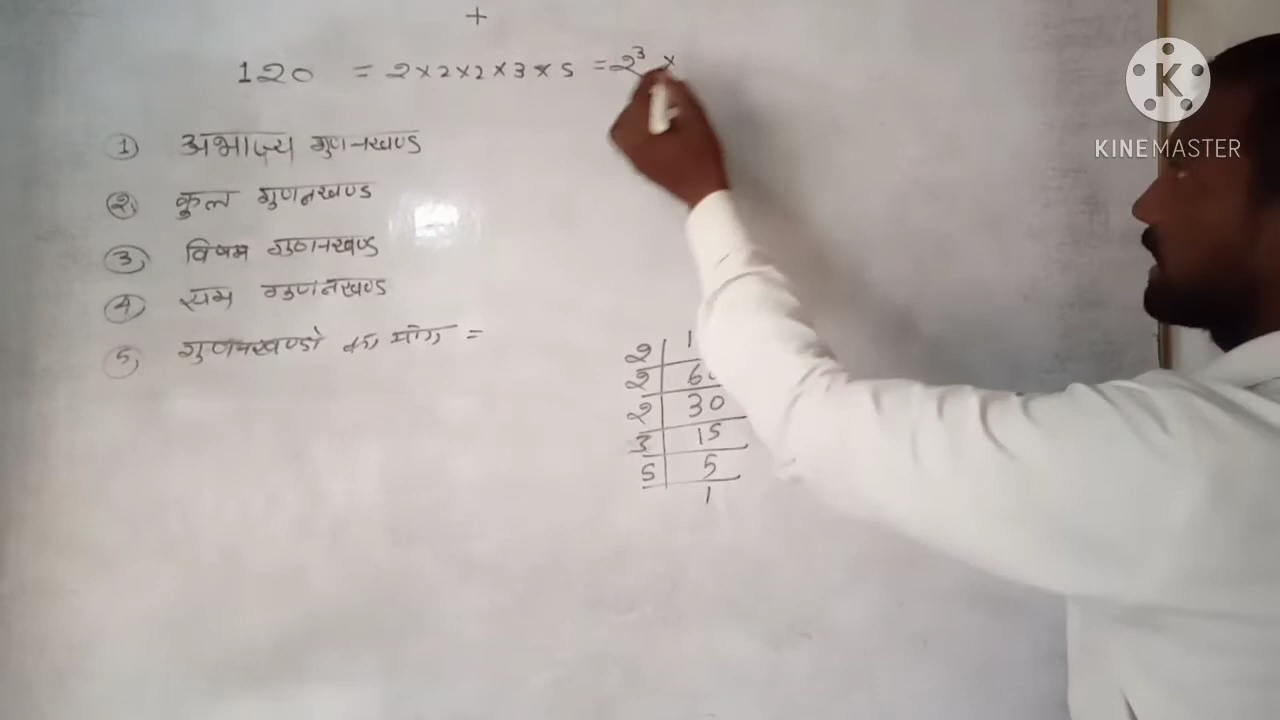 +
120 = 2×2×2×3×5 = 2³ ×
① अभाज्य गुणनखण्ड
② कुल गुणनखण्ड
③ विषम गुणनखण्ड
④ सम गुणनखण्ड
⑤ गुणनखण्डो का योग =
2 | 1
2 | 60
2 | 30
3 | 15
5 | 5
1
K
KINEMASTER